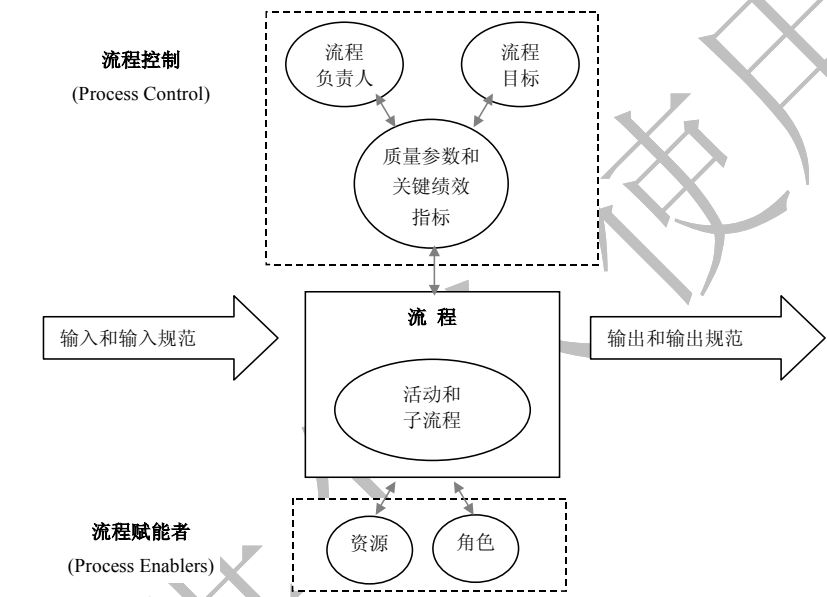 流程控制
(Process Control)
流程
负责人
流程
目标
质量参数和
关键绩效
指标
输入和输入规范
流 程
活动和
子流程
输出和输出规范
流程赋能者
(Process Enablers)
资源
角色
使用